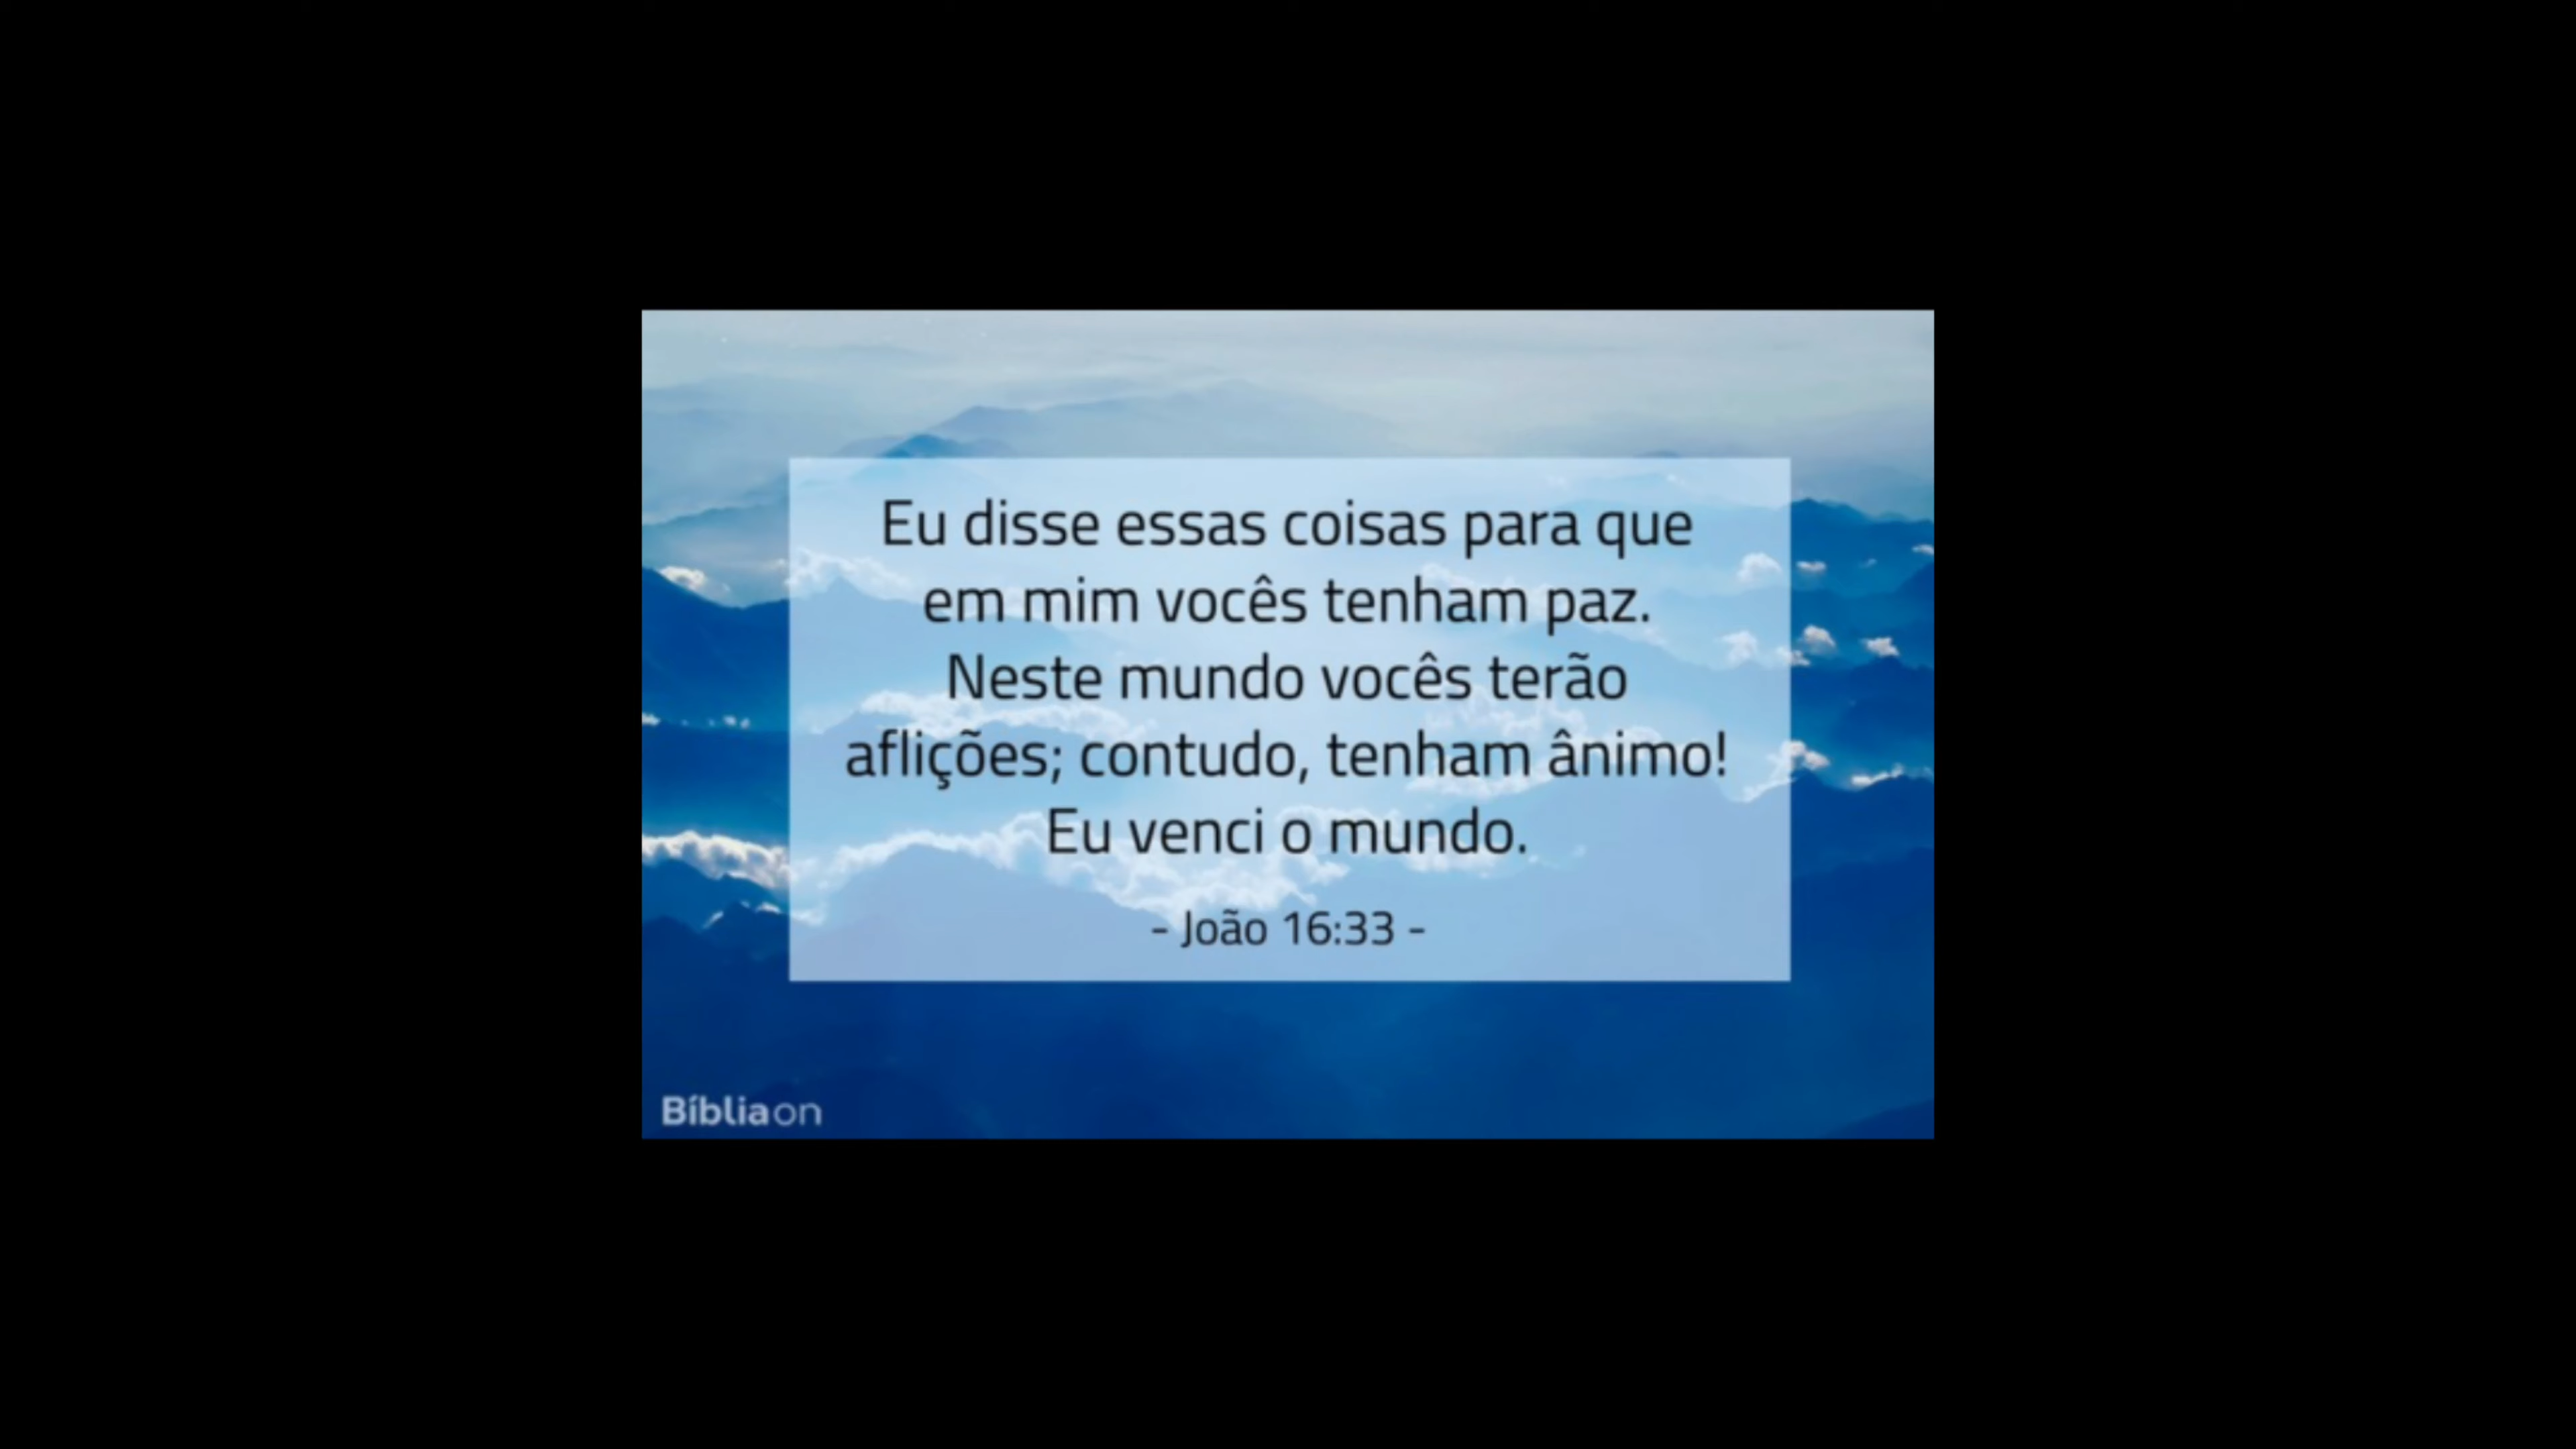 Eu disse essas coisas para que
em mim vocês tenham paz.
Neste mundo vocês terão
aflições; contudo, tenham ânimo!
Eu venci o mundo.
- João 16:33 -
Bíbliaon